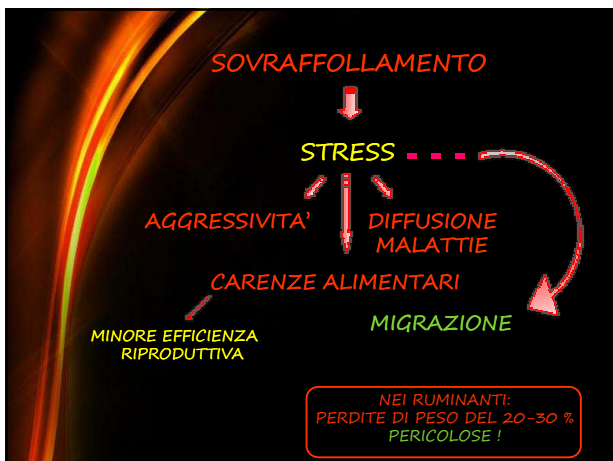 SOVRAFFOLLAMENTO
STRESS
AGGRESSIVITA'
DIFFUSIONE
MALATTIE
CARENZE ALIMENTARI
MIGRAZIONE
MINORE EFFICIENZA
RIPRODUTTIVA
NEI RUMINANTI:
PERDITE DI PESO DEL 20-30 %
PERICOLOSE !